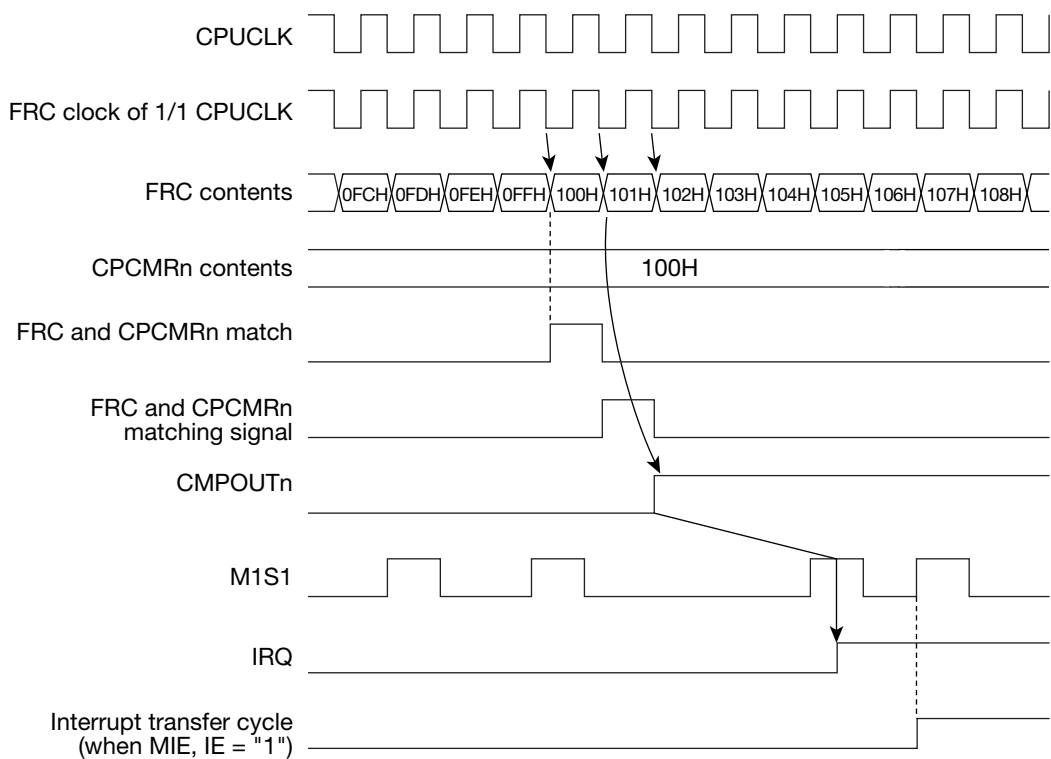 CPUCLK
FRC clock of 1/1 CPUCLK
FRC contents
0FCH 0FDH 0FEH 0FFH 100H 101H 102H 103H 104H 105H 106H 107H 108H
CPCMRn contents
100H
FRC and CPCMRn match
FRC and CPCMRn
matching signal
CMPOUTn
M1S1
IRQ
Interrupt transfer cycle
(when MIE, IE = "1")